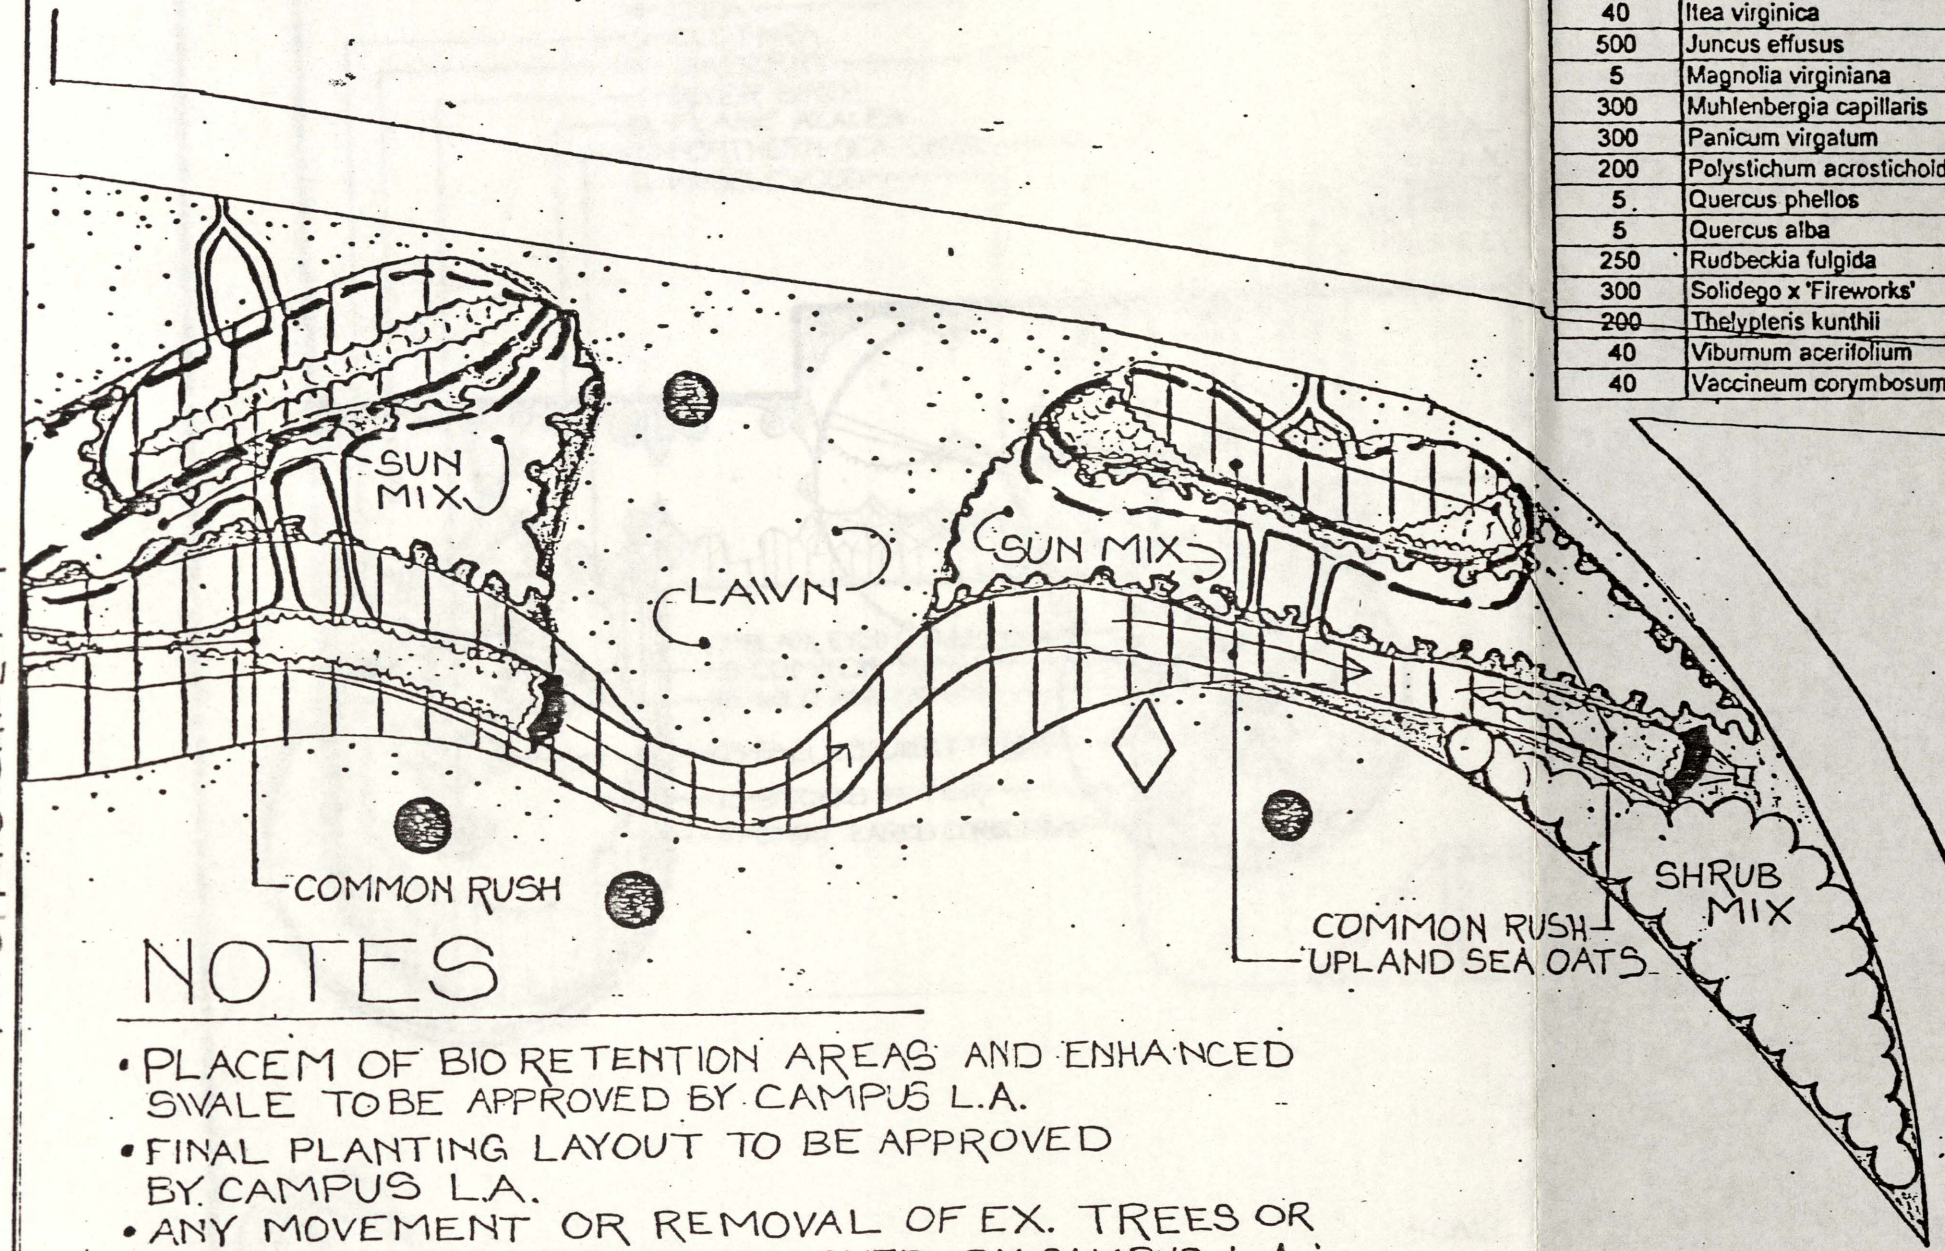 40 Itea virginica
500 Juncus effusus
5 Magnolia virginiana
300 Muhlenbergia capillaris
300 Panicum virgatum
200 Polystichum acrostichoid
5. Quercus phellos
5 Quercus alba
250 Rudbeckia fulgida
300 Solidego x 'Fireworks'
200 Thelypteris kunthii
40 Viburnum acerifolium
40 Vaccineum corymbosum
SUN
MIX
SUN MIX
LAWN
SHRUB
MIX
COMMON RUSH
COMMON RUSH
UPLAND SEA OATS
NOTES
• PLACEM OF BIORETENTION AREAS AND ENHANCED
SWALE TO BE APPROVED BY CAMPUS L.A.
• FINAL PLANTING LAYOUT TO BE APPROVED
BY CAMPUS L.A.
• ANY MOVEMENT OR REMOVAL OF EX. TREES OR